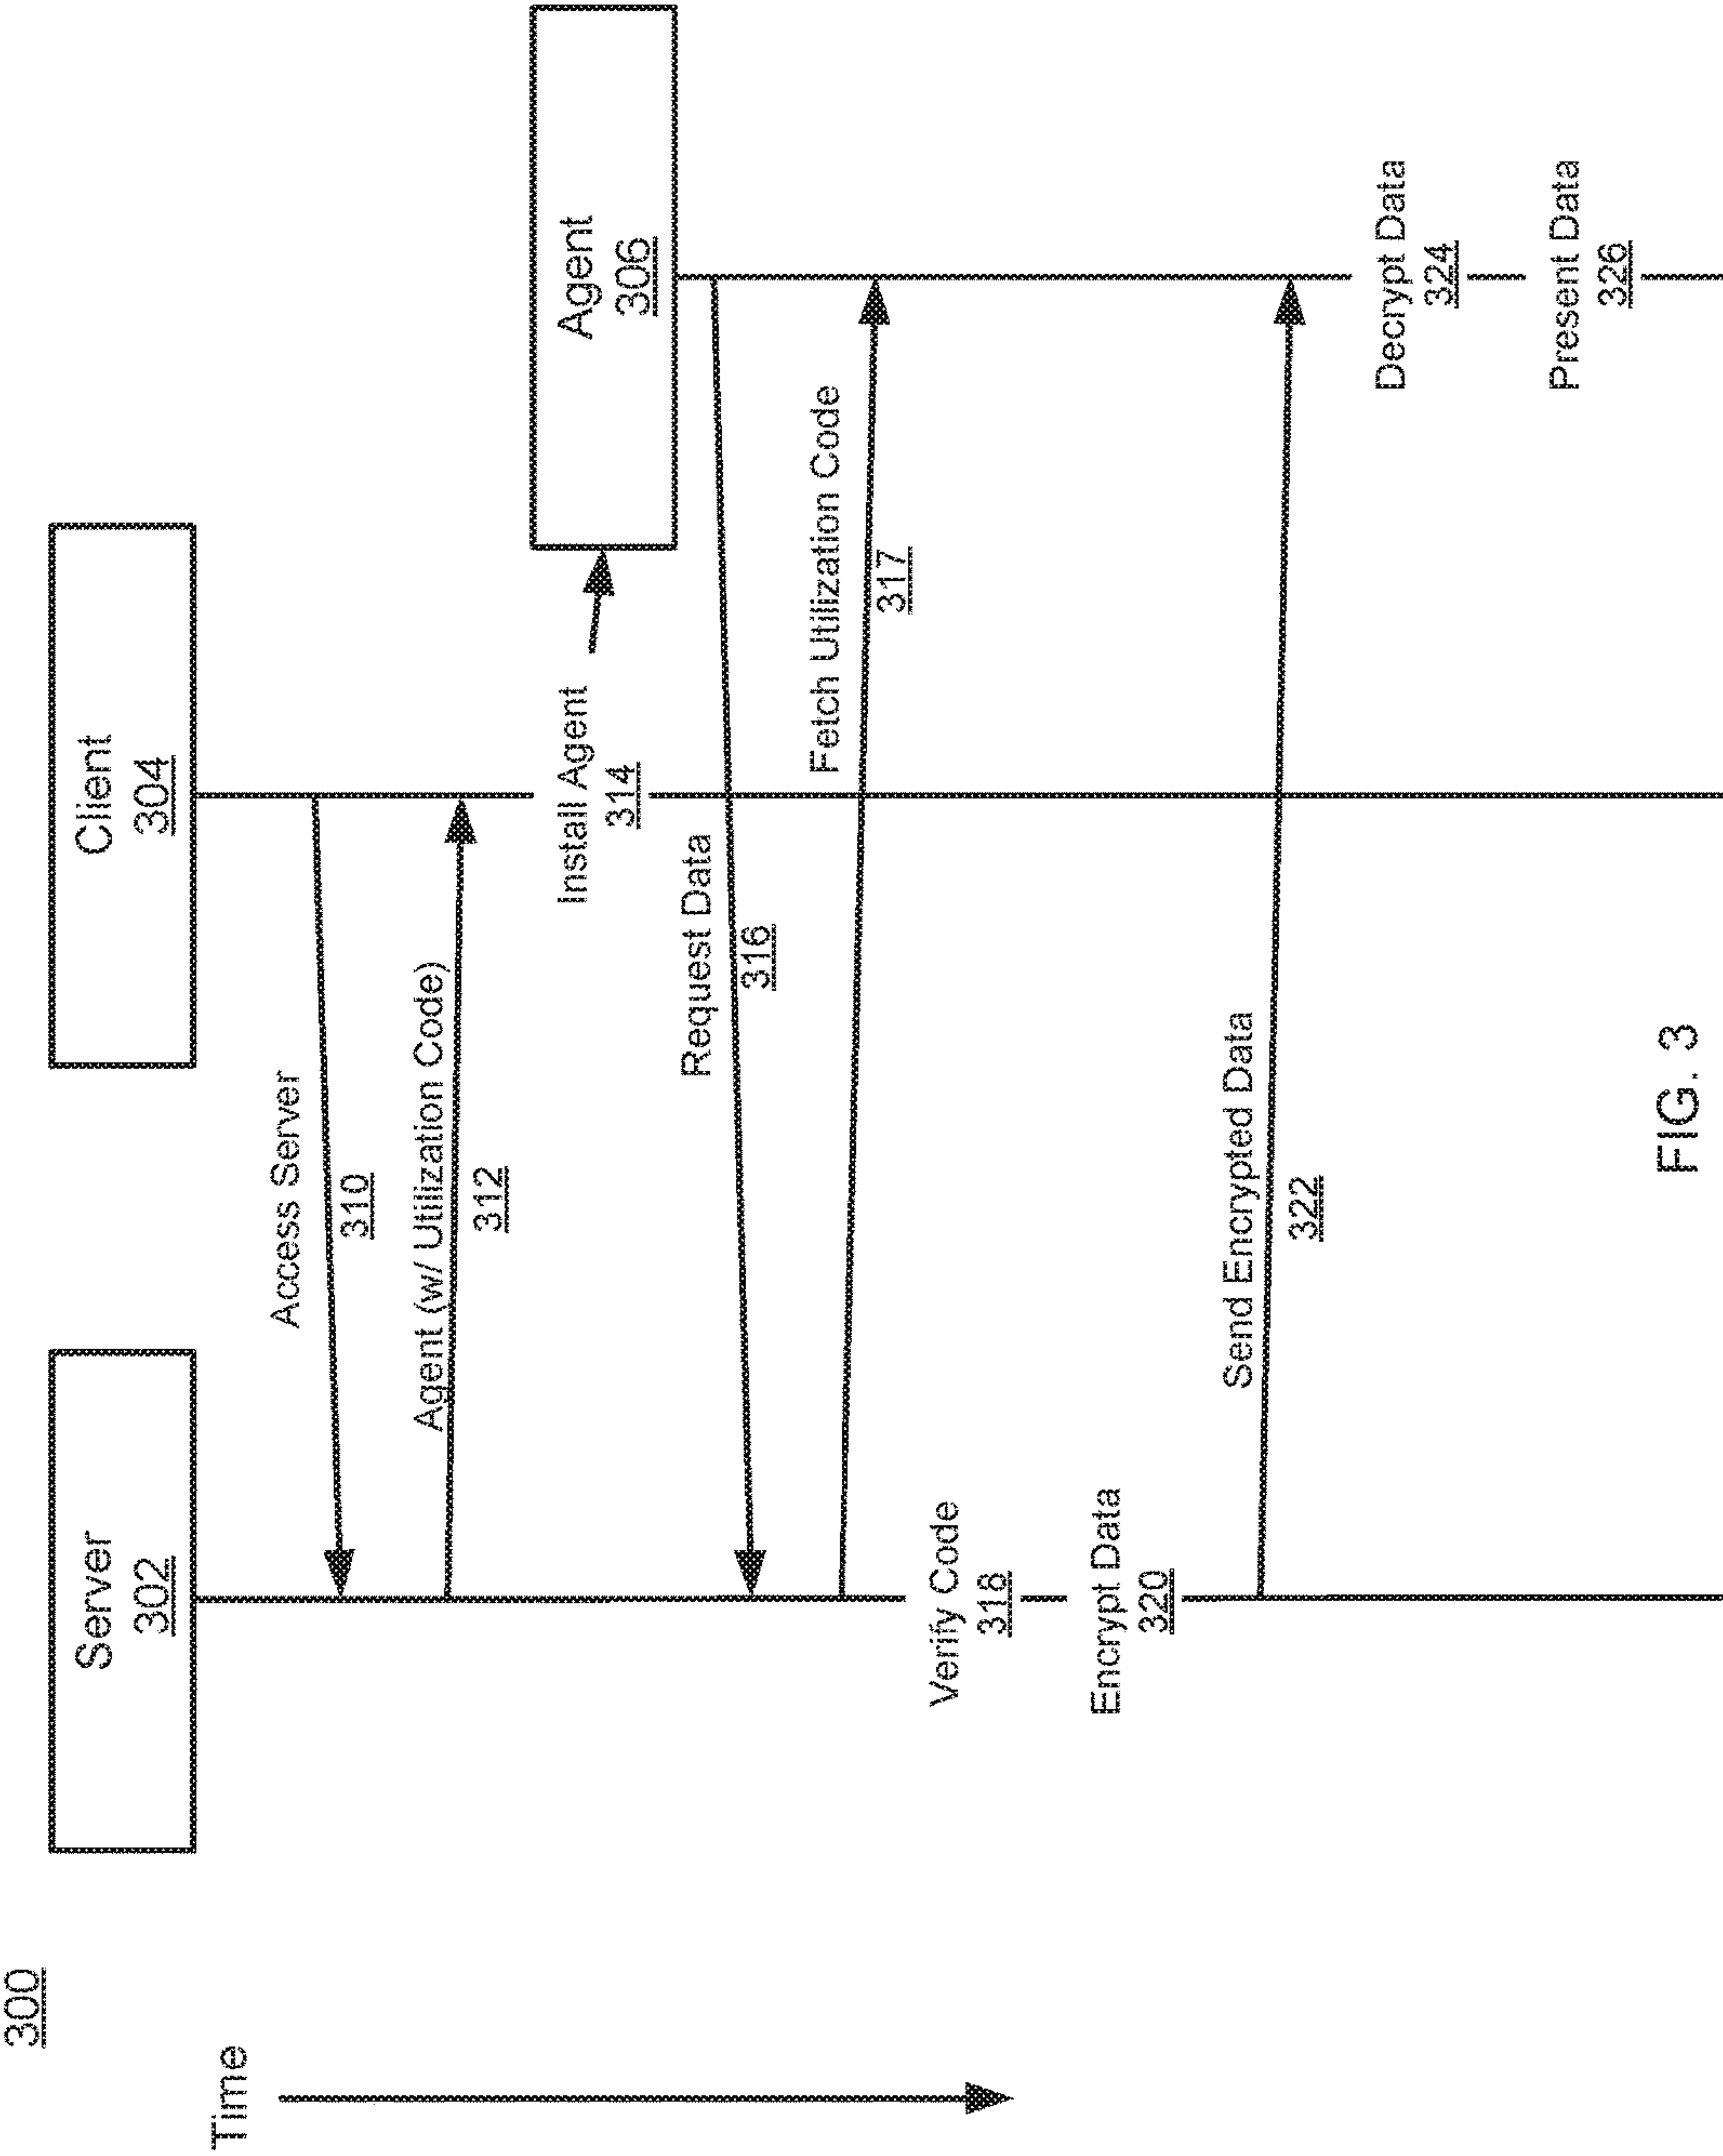 300
Time
Server
302
Client
304
Access Server
310
Agent (w/ Utilization Code)
312
Install Agent
314
Agent
306
Request Data
316
Fetch Utilization Code
317
Verify Code
318
Encrypt Data
320
Send Encrypted Data
322
Decrypt Data
324
Present Data
326
FIG. 3